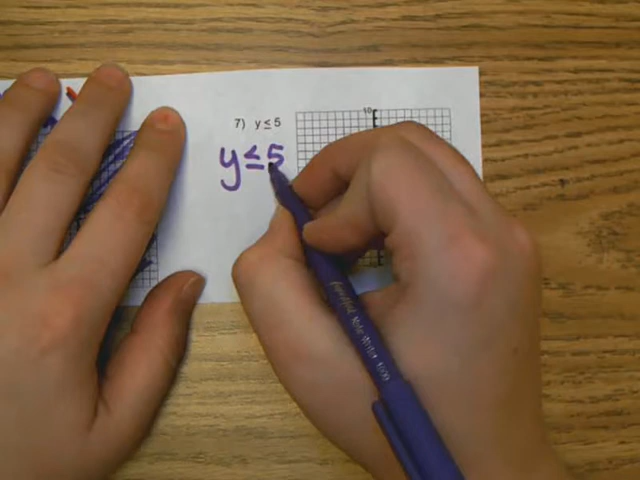 10
7) y ≤ 5
y ≤ 5